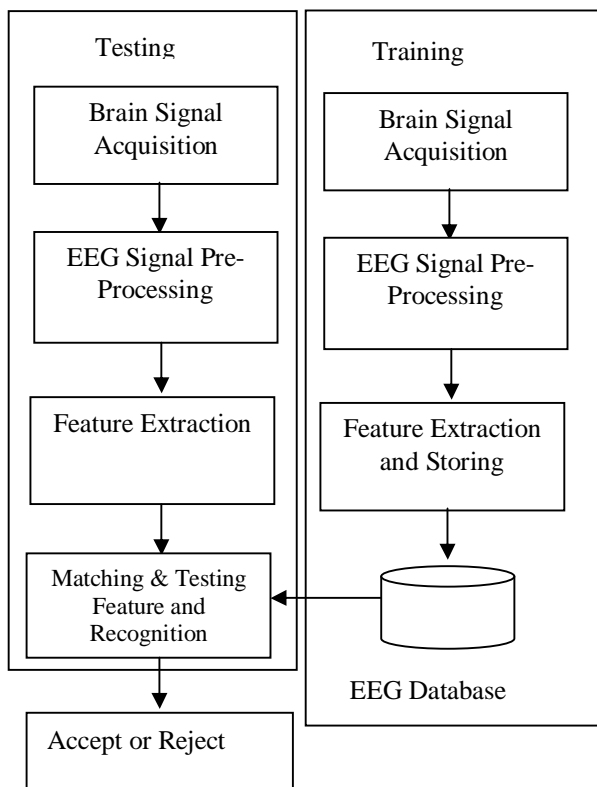 Testing
Brain Signal
Acquisition
EEG Signal Pre-
Processing
Feature Extraction
Matching & Testing
Feature and
Recognition
Accept or Reject
Training
Brain Signal
Acquisition
EEG Signal Pre-
Processing
Feature Extraction
and Storing
EEG Database